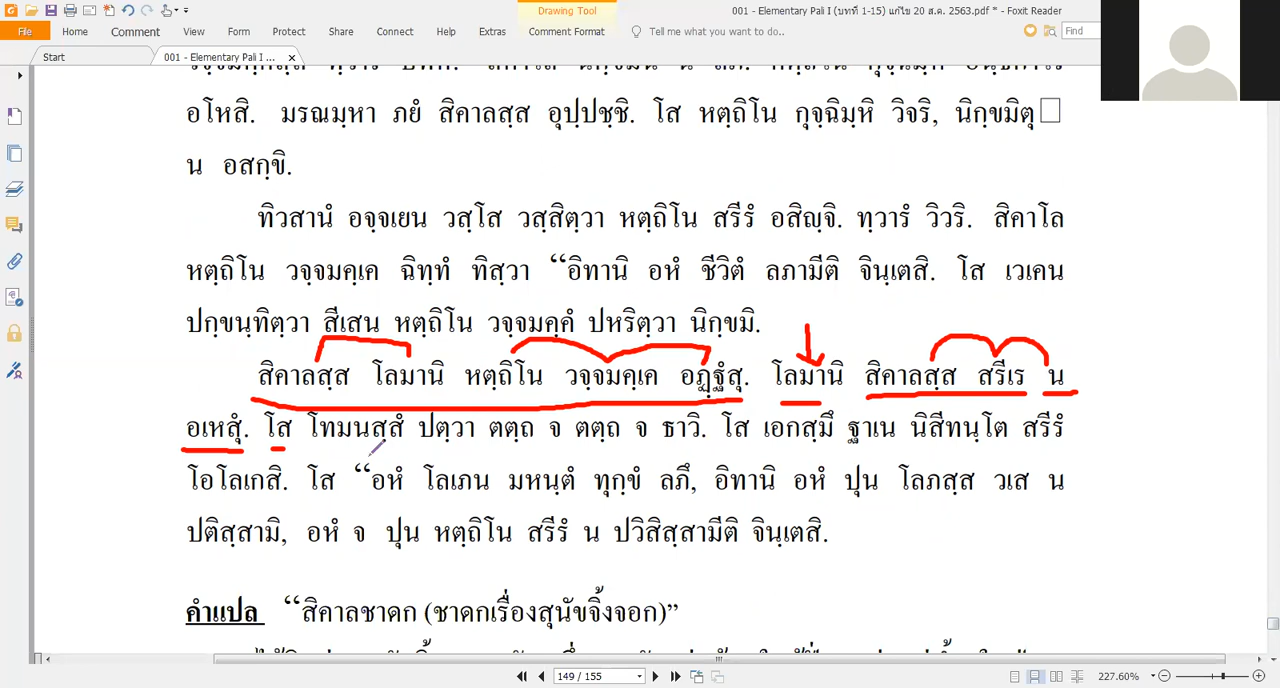 Drawing Tool
001 - Elementary Pali I (บทที่ 1-15) แก้ไข 20 ส.ค. 2563.pdf * - Foxit Reader
File Home Comment View Form Protect Share Connect Help Extras Comment Format Tell me what you want to do.. Find
Start 001 - Elementary Pali I ...
อโหสิ. มรณมฺหา ภยํ สิคาลสฺส อุปฺปชฺชิ. โส หตฺถิโน กุจฺฉิมฺหิ วิจริ, นิกฺขมิตุ
น อสกฺขิ.
ทิวสานํ อจฺจเยน วสฺโส วสฺสิตฺวา หตฺถิโน สรีรํ อสิญฺจิ. ทฺวารํ วิวริ. สิคาโล
หตฺถิโน วจฺจมคฺเค ฉิทฺทํ ทิสฺวา “อิทานิ อหํ ชีวิตํ ลภามีติ จินฺเตสิ. โส เวเคน
ปกฺขนฺทิตฺวา สีเสน หตฺถิโน วจฺจมคฺคํ ปหริตฺวา นิกฺขมิ.
สิคาลสฺส โลมานิ หตฺถิโน วจฺจมคฺเค อฏฺฐํสุ. โลมานิ สิคาลสฺส สรีเร น
อเหสุํ. โส โทมนสฺสํ ปตฺวา ตตฺถ จ ตตฺถ จ ธาวิ. โส เอกสฺมึ ฐาเน นิสีทนฺโต สรีรํ
โอโลเกสิ. โส “อหํ โลเภน มหนฺตํ ทุกฺขํ ลภึ, อิทานิ อหํ ปุน โลภสฺส วเส น
ปติสฺสามิ, อหํ จ ปุน หตฺถิโน สรีรํ น ปวิสิสฺสามีติ จินฺเตสิ.
คำแปล “สิคาลชาดก (ชาดกเรื่องสุนัขจิ้งจอก)”
149 / 155 227.60%